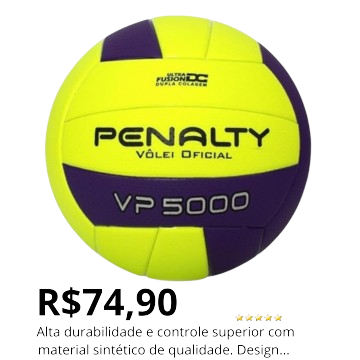 ULTRA
FUSION DC
DUPLA COLAGEM
PENALTY
VÔLEI OFICIAL
VP 5000
R$74,90
Alta durabilidade e controle superior com
material sintético de qualidade. Design...